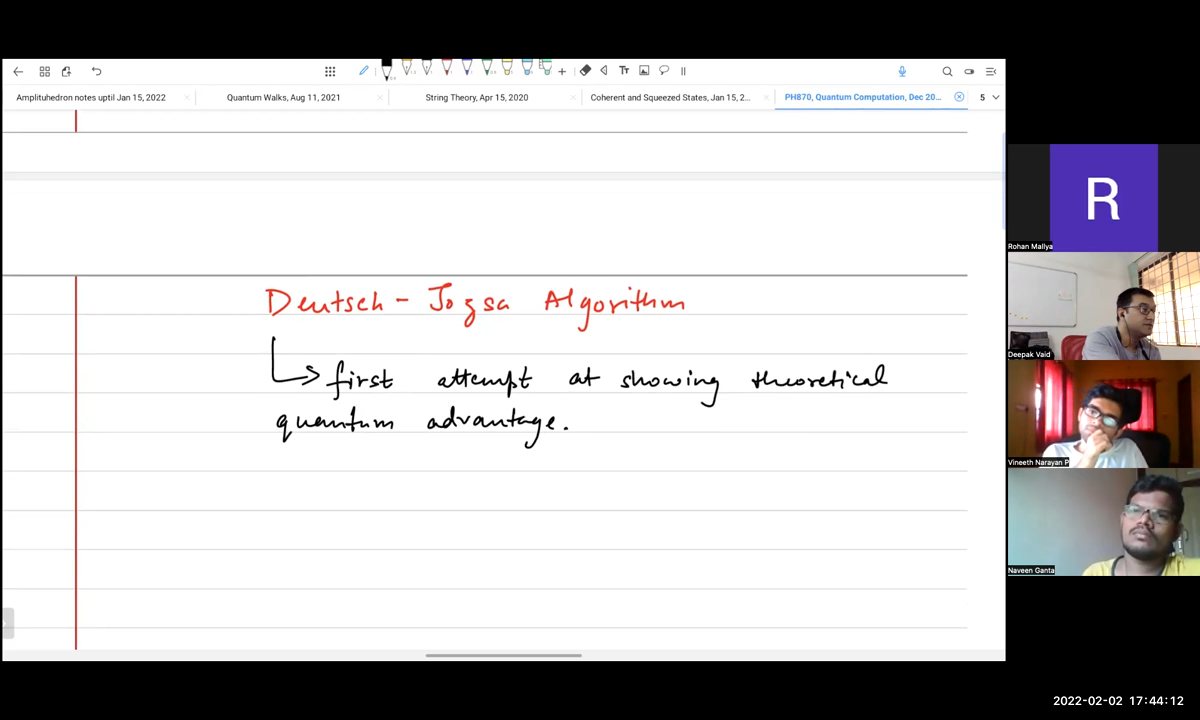 Amplituhedron notes uptil Jan 15, 2022
Quantum Walks, Aug 11, 2021
String Theory, Apr 15, 2020
Coherent and Squeezed States, Jan 15, 2...
PH870, Quantum Computation, Dec 20...
5
Deutsch - Jozsa Algorithm
first attempt at showing theoretical
quantum advantage.
R
Rohan Mallya
Deepak Vaid
Vineeth Narayan P
Naveen Ganta
2022-02-02 17:44:12